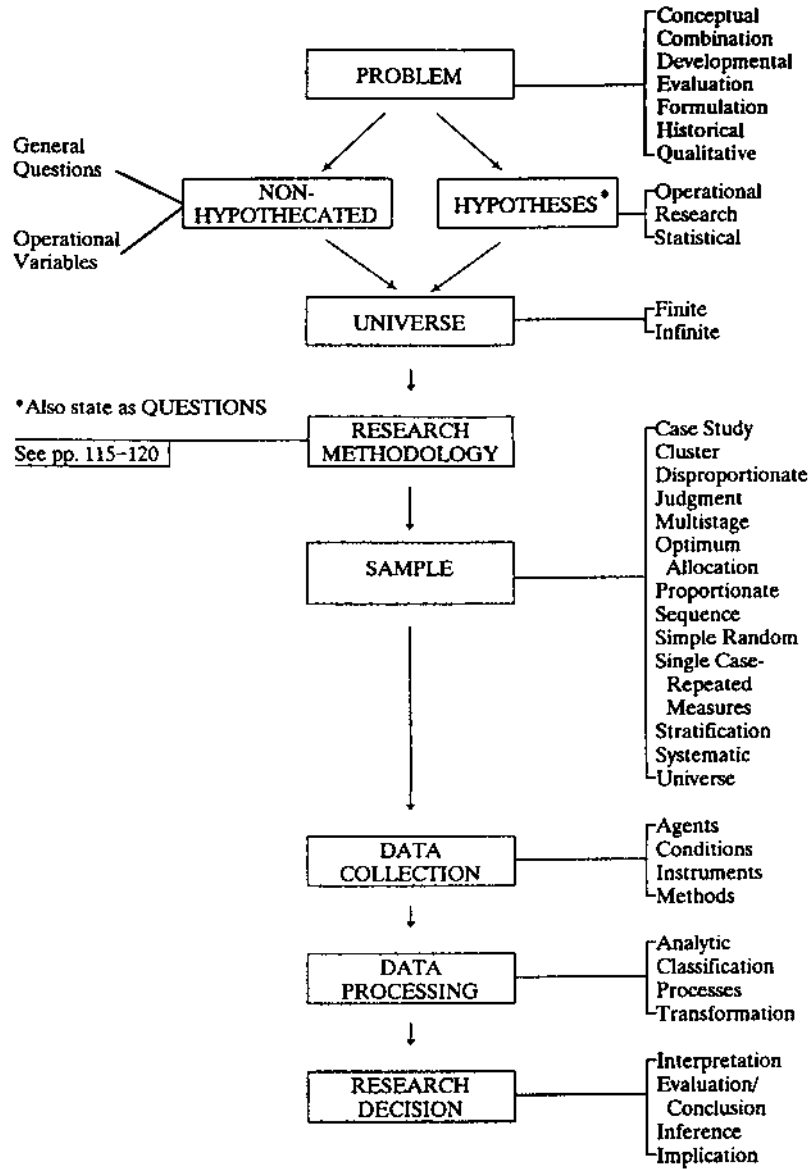 PROBLEM
Conceptual
Combination
Developmental
Evaluation
Formulation
Historical
Qualitative
General
Questions
Operational
Variables
NON-
HYPOTHECATED
HYPOTHESES*
Operational
Research
Statistical
UNIVERSE
Finite
Infinite
*Also state as QUESTIONS
See pp. 115-120
RESEARCH
METHODOLOGY
SAMPLE
Case Study
Cluster
Disproportionate
Judgment
Multistage
Optimum
Allocation
Proportionate
Sequence
Simple Random
Single Case-
Repeated
Measures
Stratification
Systematic
Universe
DATA
COLLECTION
Agents
Conditions
Instruments
Methods
DATA
PROCESSING
Analytic
Classification
Processes
Transformation
RESEARCH
DECISION
Interpretation
Evaluation/
Conclusion
Inference
Implication